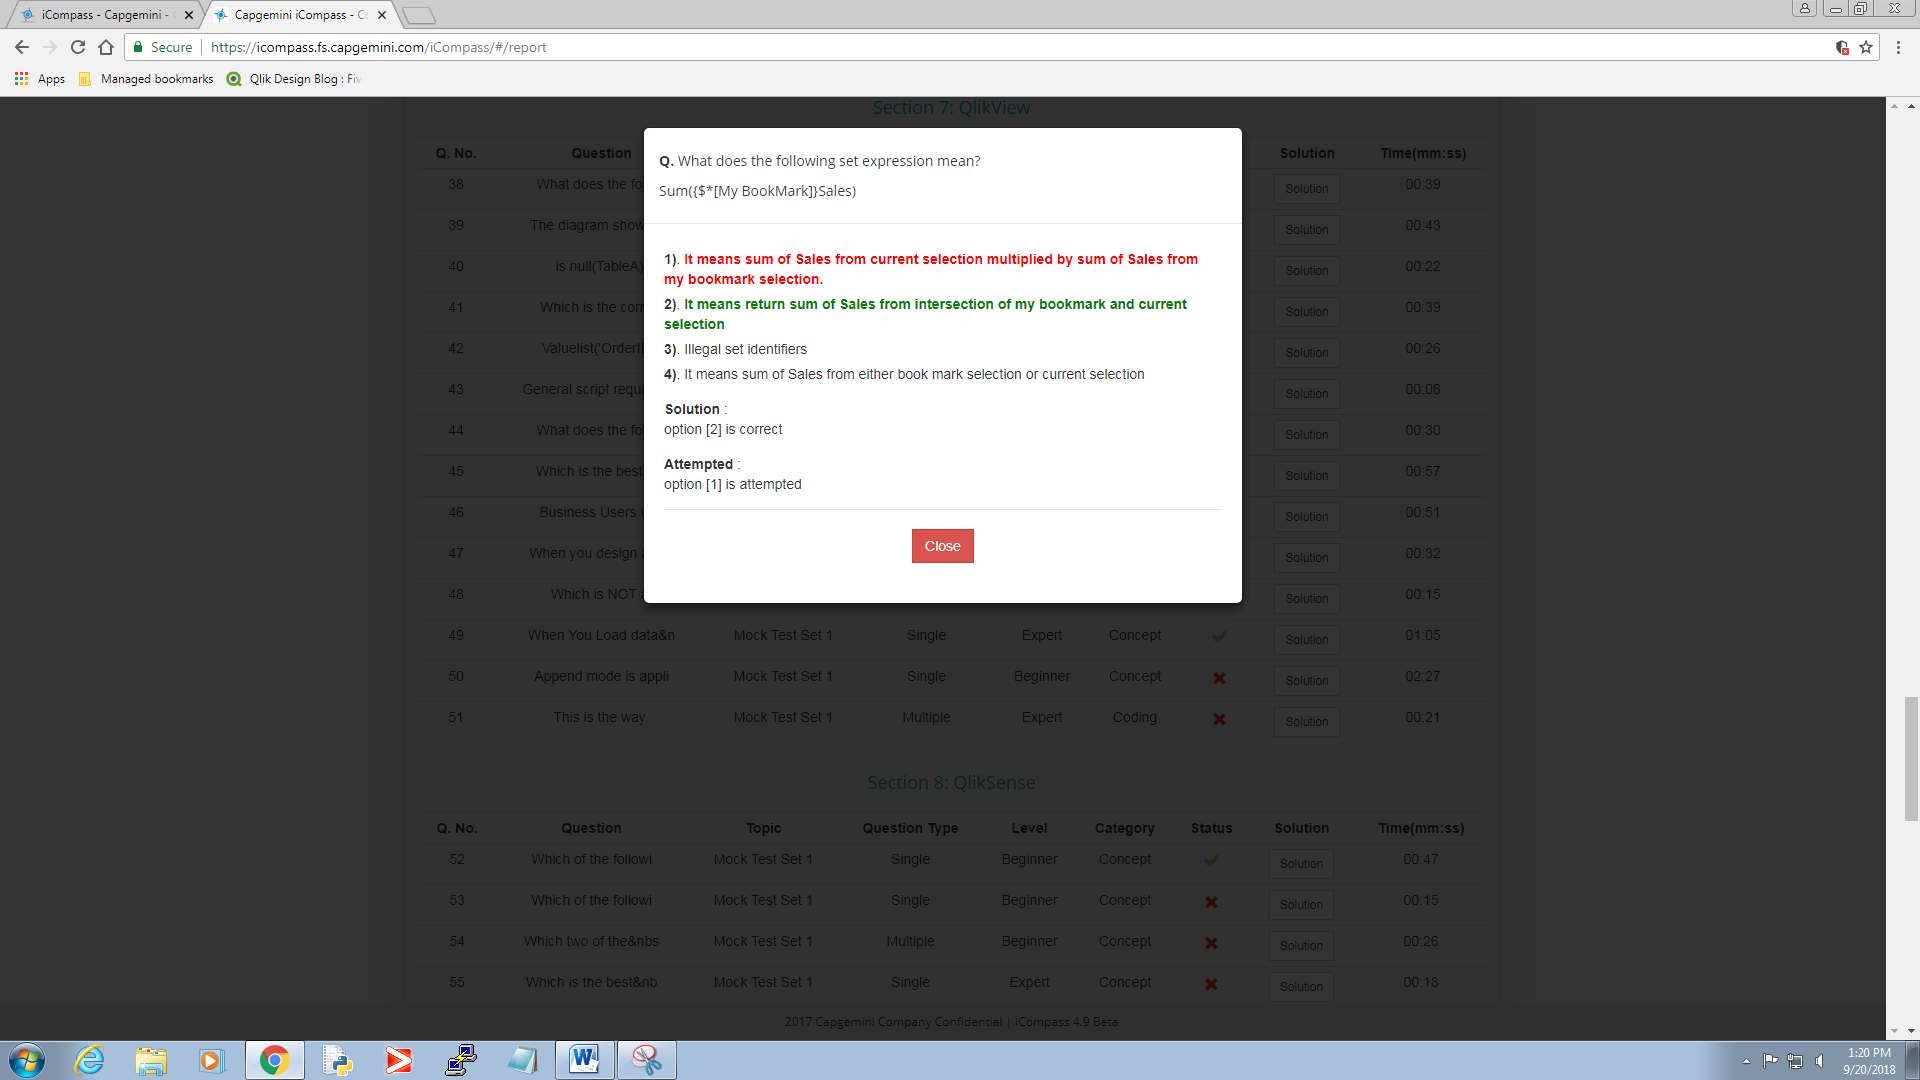 iCompass - Capgemini -
Capgemini iCompass - Co
Secure
https://icompass.fs.capgemini.com/iCompass/#/report
Apps
Managed bookmarks
Qlik Design Blog : Fiv
Section 7: QlikView
Q. No. Question Solution Time(mm:ss)
Q. What does the following set expression mean?
Sum({$*[My BookMark]}Sales)
1). It means sum of Sales from current selection multiplied by sum of Sales from
my bookmark selection.
2). It means return sum of Sales from intersection of my bookmark and current
selection
3). Illegal set identifiers
4). It means sum of Sales from either book mark selection or current selection
Solution :
option [2] is correct
Attempted :
option [1] is attempted
Close
38 What does the fo Solution 00:39
39 The diagram show Solution 00:43
40 is null(TableA) Solution 00:22
41 Which is the corr Solution 00:39
42 Valuelist('OrderI Solution 00:26
43 General script requi Solution 00:08
44 What does the fo Solution 00:30
45 Which is the best Solution 00:57
46 Business Users Solution 00:51
47 When you design Solution 00:32
48 Which is NOT Solution 00:15
49 When You Load data&n Mock Test Set 1 Single Expert Concept Solution 01:05
50 Append mode is appli Mock Test Set 1 Single Beginner Concept Solution 02:27
51 This is the way Mock Test Set 1 Multiple Expert Coding Solution 00:21
Section 8: QlikSense
Q. No. Question Topic Question Type Level Category Status Solution Time(mm:ss)
52 Which of the followi Mock Test Set 1 Single Beginner Concept Solution 00:47
53 Which of the followi Mock Test Set 1 Single Beginner Concept Solution 00:15
54 Which two of the&nbs Mock Test Set 1 Multiple Beginner Concept Solution 00:26
55 Which is the best&nb Mock Test Set 1 Single Expert Concept Solution 00:18
2017 Capgemini Company Confidential | iCompass 4.9 Beta
1:20 PM
9/20/2018